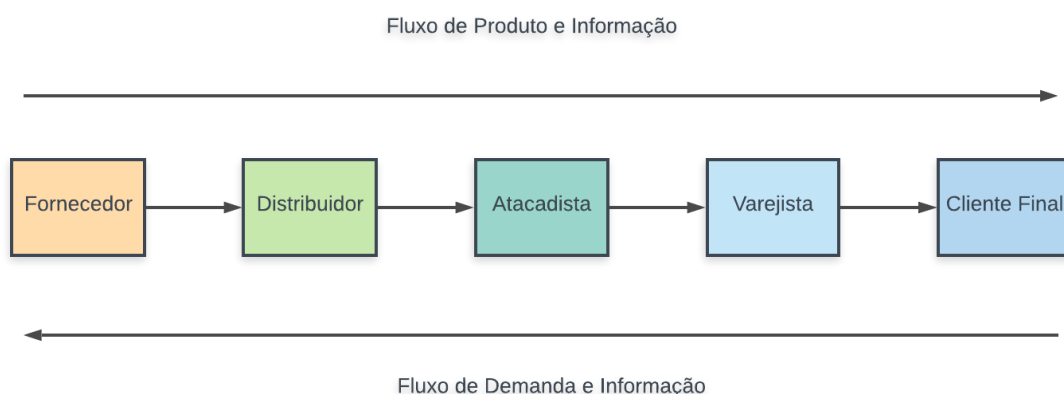 Fluxo de Produto e Informação
Fornecedor
Distribuidor
Atacadista
Varejista
Cliente Final
Fluxo de Demanda e Informação